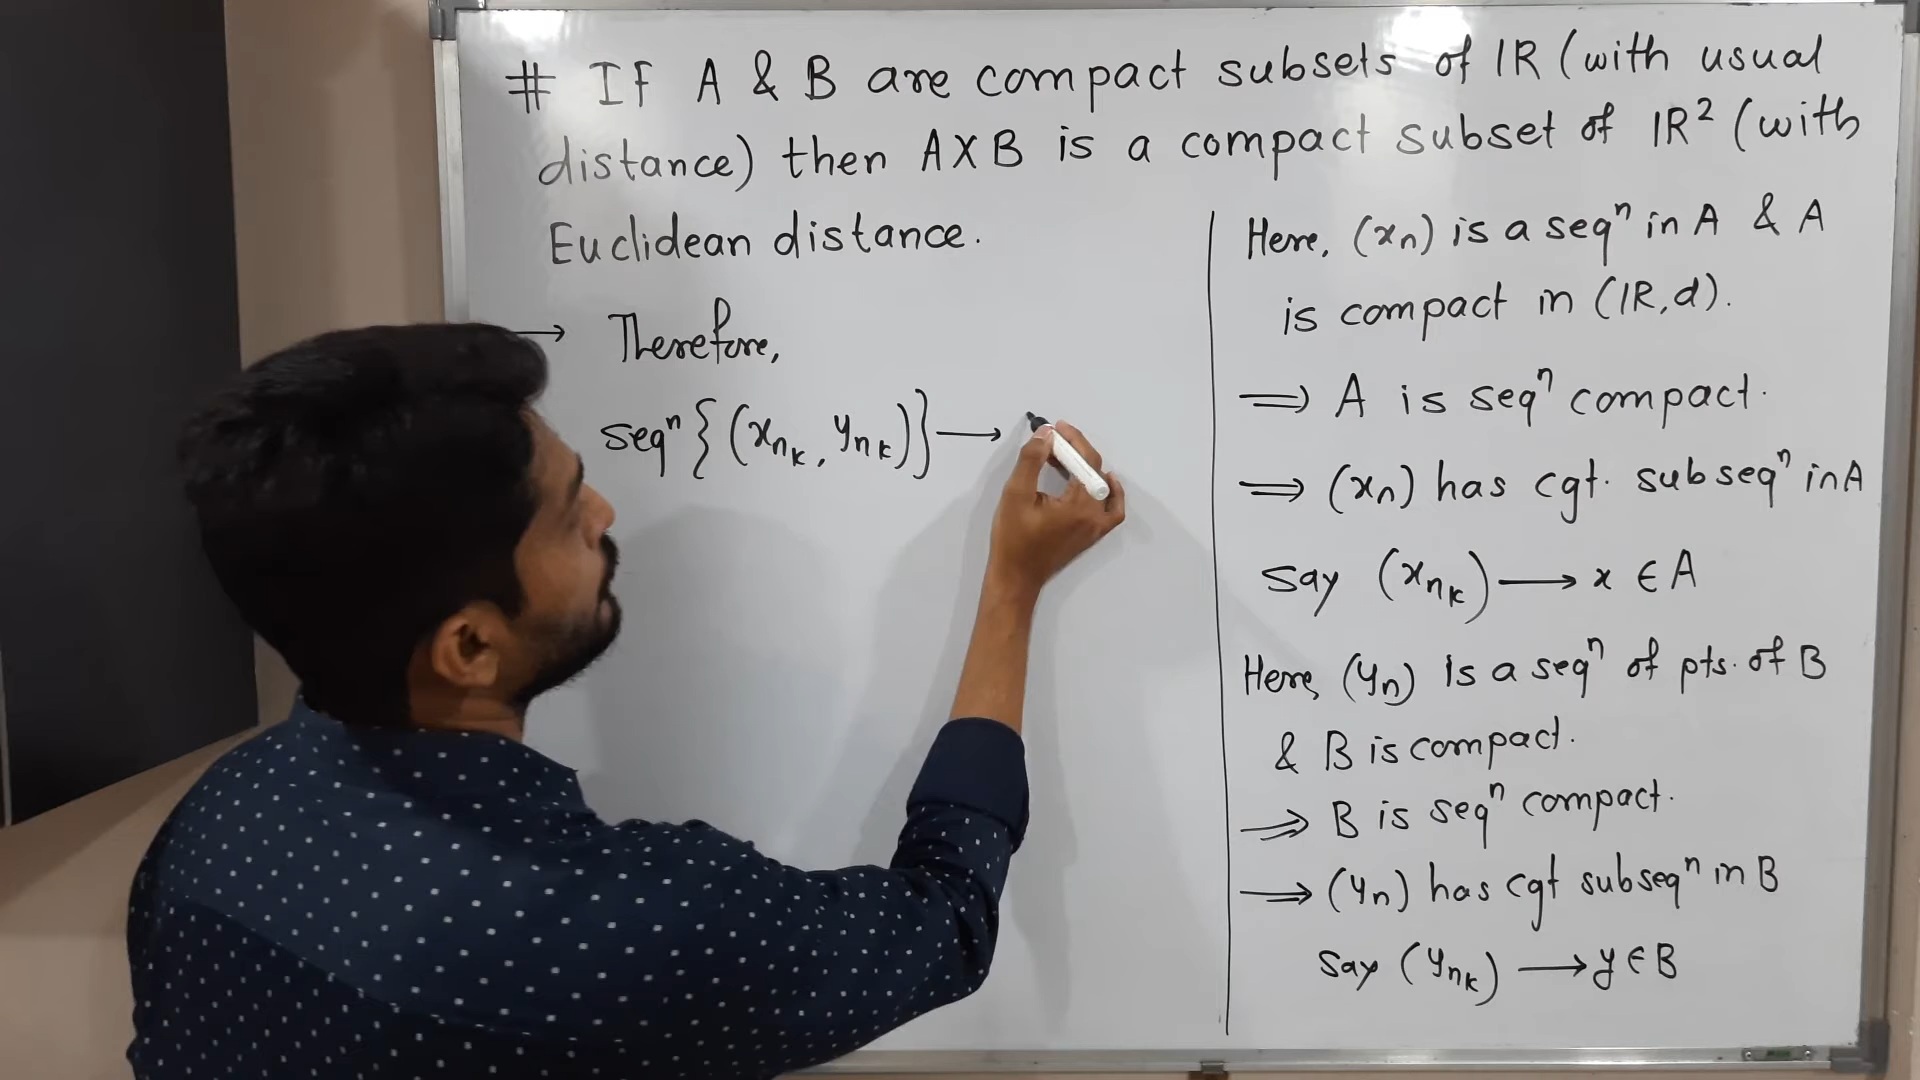 # IF A & B are compact subsets of IR (with usual
distance) then A X B is a compact subset of IR² (with
Euclidean distance.
→ Therefore,
seqⁿ {(xₙₖ, yₙₖ)} →
Here, (xₙ) is a seqⁿ in A & A
is compact in (IR, d).
⇒ A is seqⁿ compact.
⇒ (xₙ) has cgt. subseqⁿ in A
say (xₙₖ) → x ∈ A
Here, (yₙ) is a seqⁿ of pts. of B
& B is compact.
⇒ B is seqⁿ compact.
⇒ (yₙ) has cgt subseqⁿ in B
say (yₙₖ) → y ∈ B